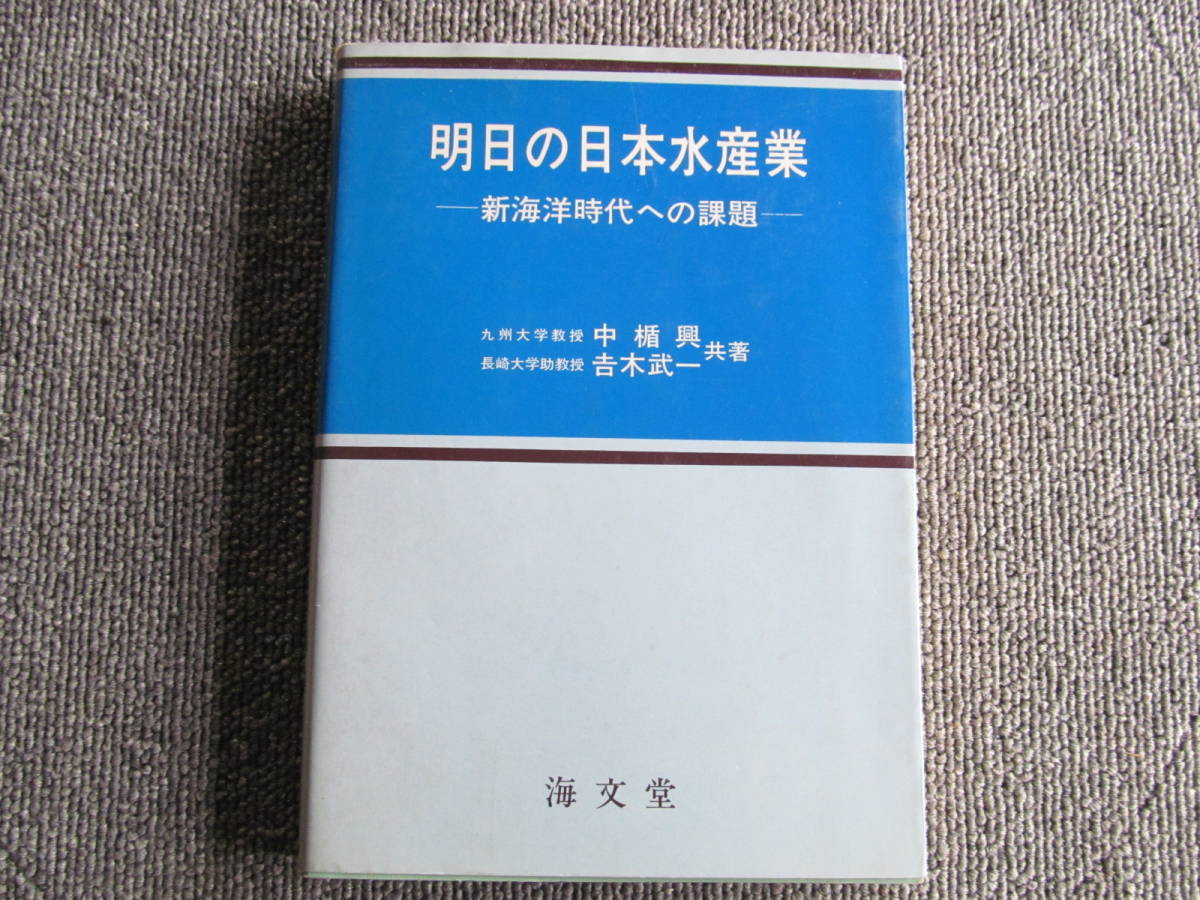 明日の日本水産業
──新海洋時代への課題──
九州大学教授 中楯興
長崎大学助教授 𠮷木武一 共著
海文堂